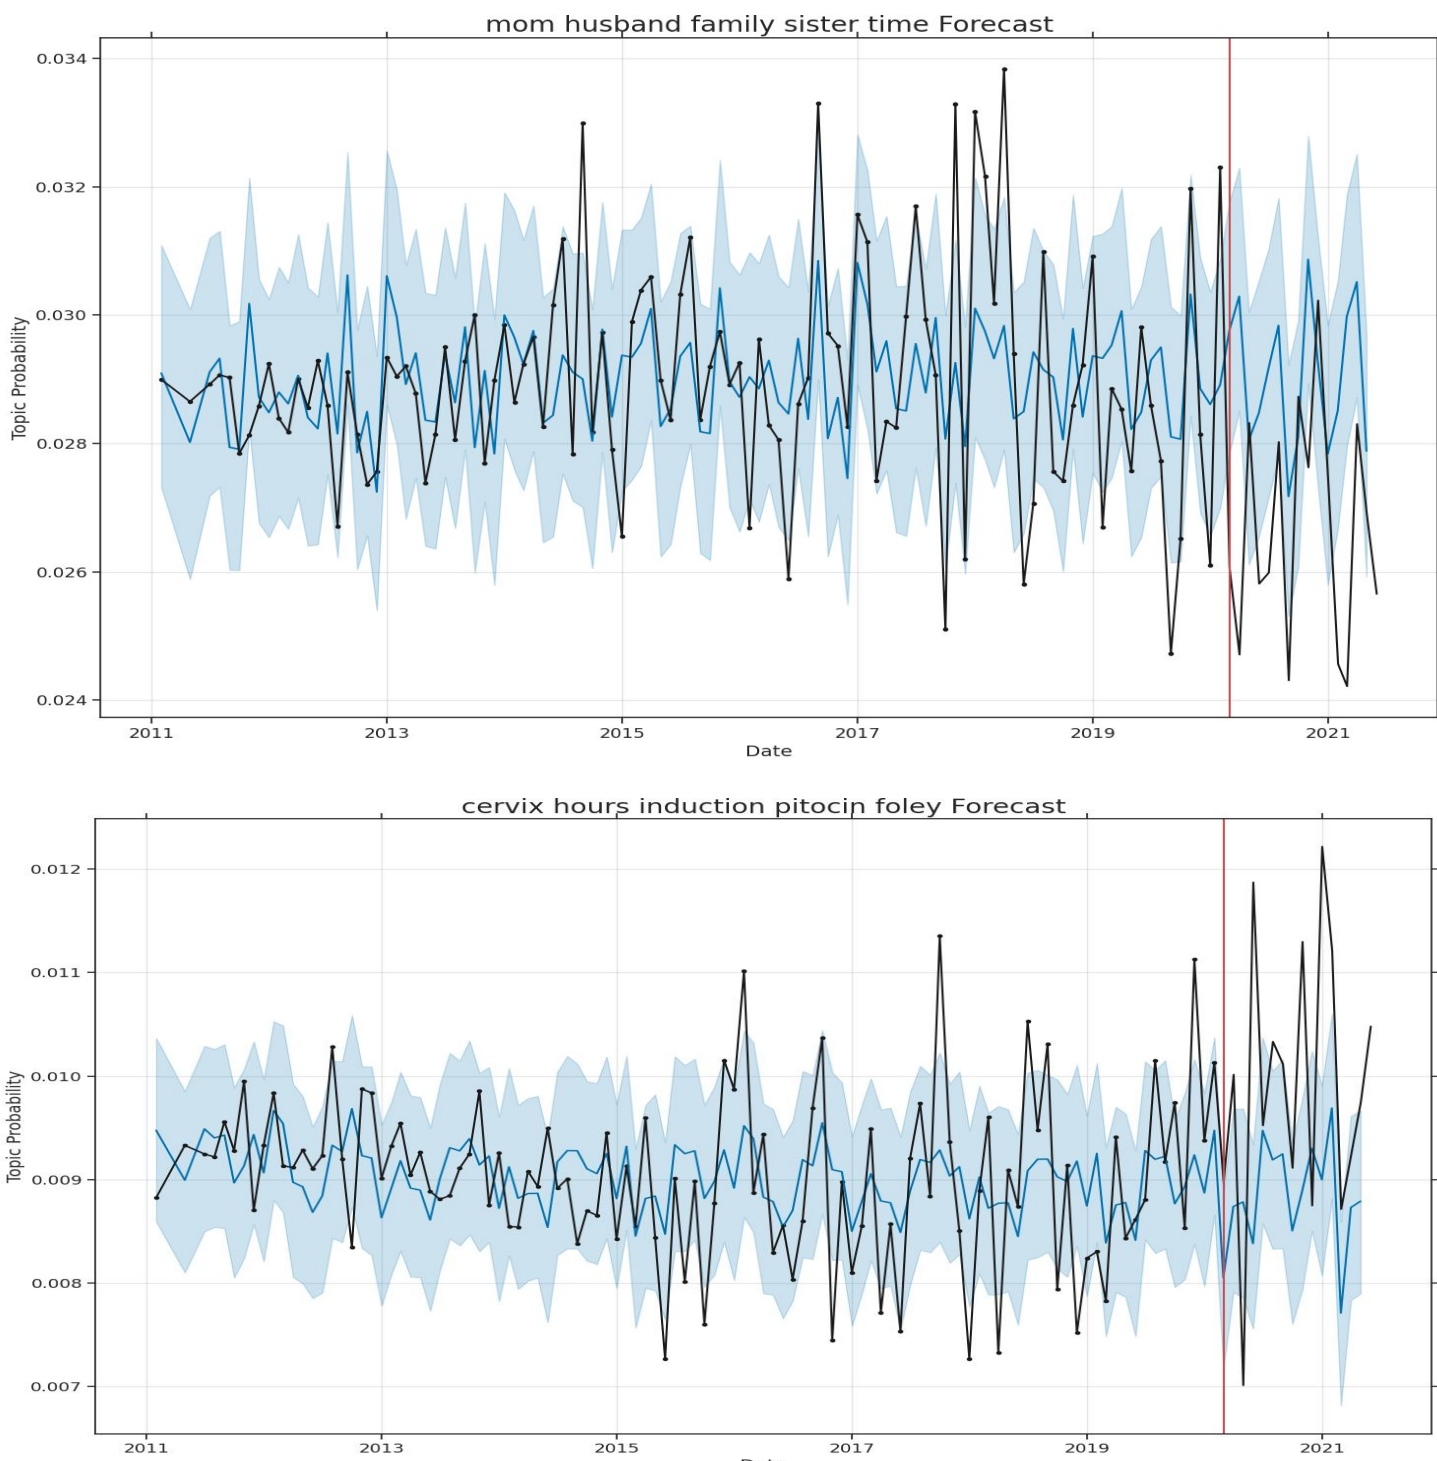 mom husband family sister time Forecast
0.034
0.032
0.030
0.028
0.026
0.024
Topic Probability
2011 2013 2015 2017 2019 2021
Date
cervix hours induction pitocin foley Forecast
0.012
0.011
0.010
0.009
0.008
0.007
Topic Probability
2011 2013 2015 2017 2019 2021